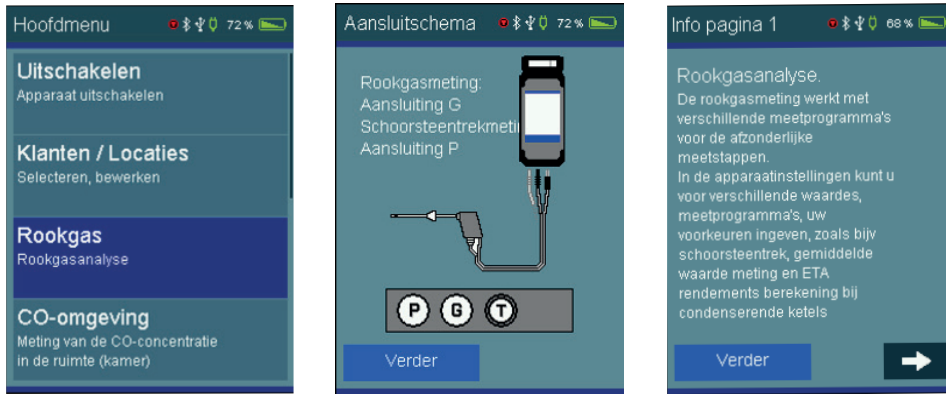 Hoofdmenu 72 %
Uitschakelen
Apparaat uitschakelen
Klanten / Locaties
Selecteren, bewerken
Rookgas
Rookgasanalyse
CO-omgeving
Meting van de CO-concentratie
in de ruimte (kamer)
Aansluitschema 72 %
Rookgasmeting:
Aansluiting G
Schoorsteentrekmeti
Aansluiting P
P G T
Verder
Info pagina 1 68 %
Rookgasanalyse.
De rookgasmeting werkt met
verschillende meetprogramma's
voor de afzonderlijke
meetstappen.
In de apparaatinstellingen kunt u
voor verschillende waardes,
meetprogramma's, uw
voorkeuren ingeven, zoals bijv
schoorsteentrek, gemiddelde
waarde meting en ETA
rendements berekening bij
condenserende ketels
Verder